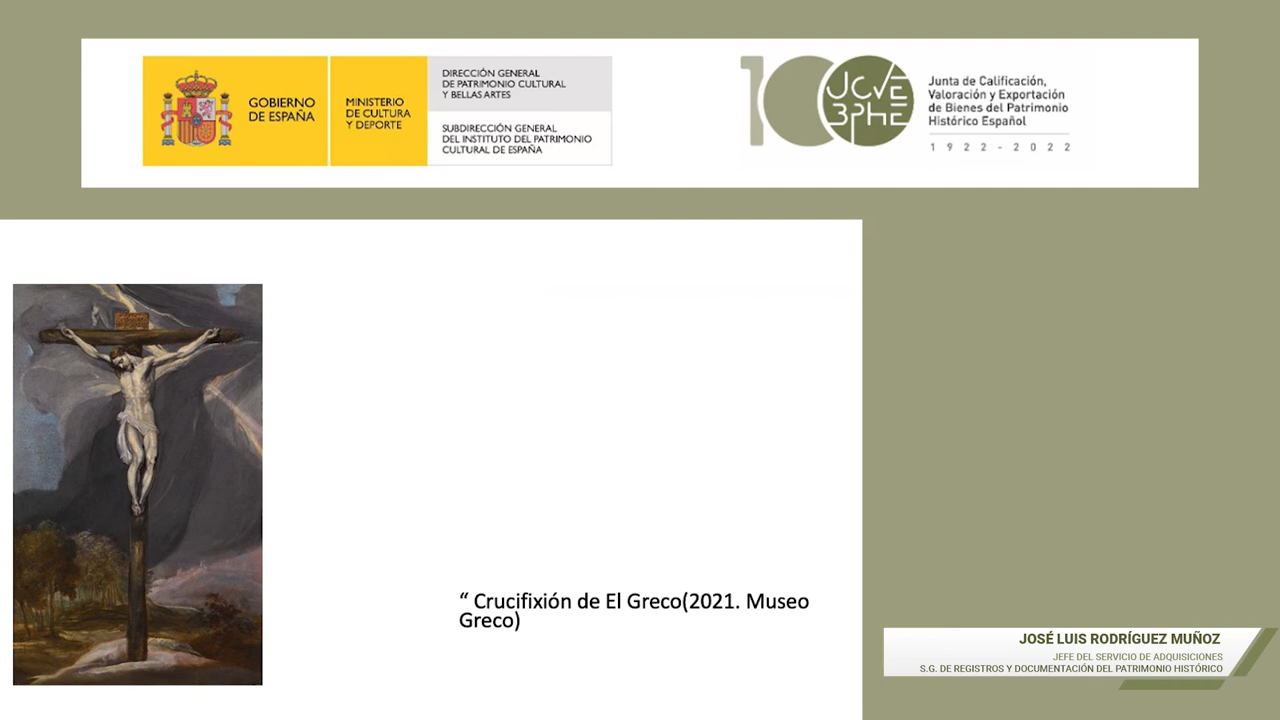 GOBIERNO
DE ESPAÑA
MINISTERIO
DE CULTURA
Y DEPORTE
DIRECCIÓN GENERAL
DE PATRIMONIO CULTURAL
Y BELLAS ARTES
SUBDIRECCIÓN GENERAL
DEL INSTITUTO DEL PATRIMONIO
CULTURAL DE ESPAÑA
100
JCVE
BPHE
Junta de Calificación,
Valoración y Exportación
de Bienes del Patrimonio
Histórico Español
1922-2022
“ Crucifixión de El Greco(2021. Museo
Greco)
JOSÉ LUIS RODRÍGUEZ MUÑOZ
JEFE DEL SERVICIO DE ADQUISICIONES
S.G. DE REGISTROS Y DOCUMENTACIÓN DEL PATRIMONIO HISTÓRICO